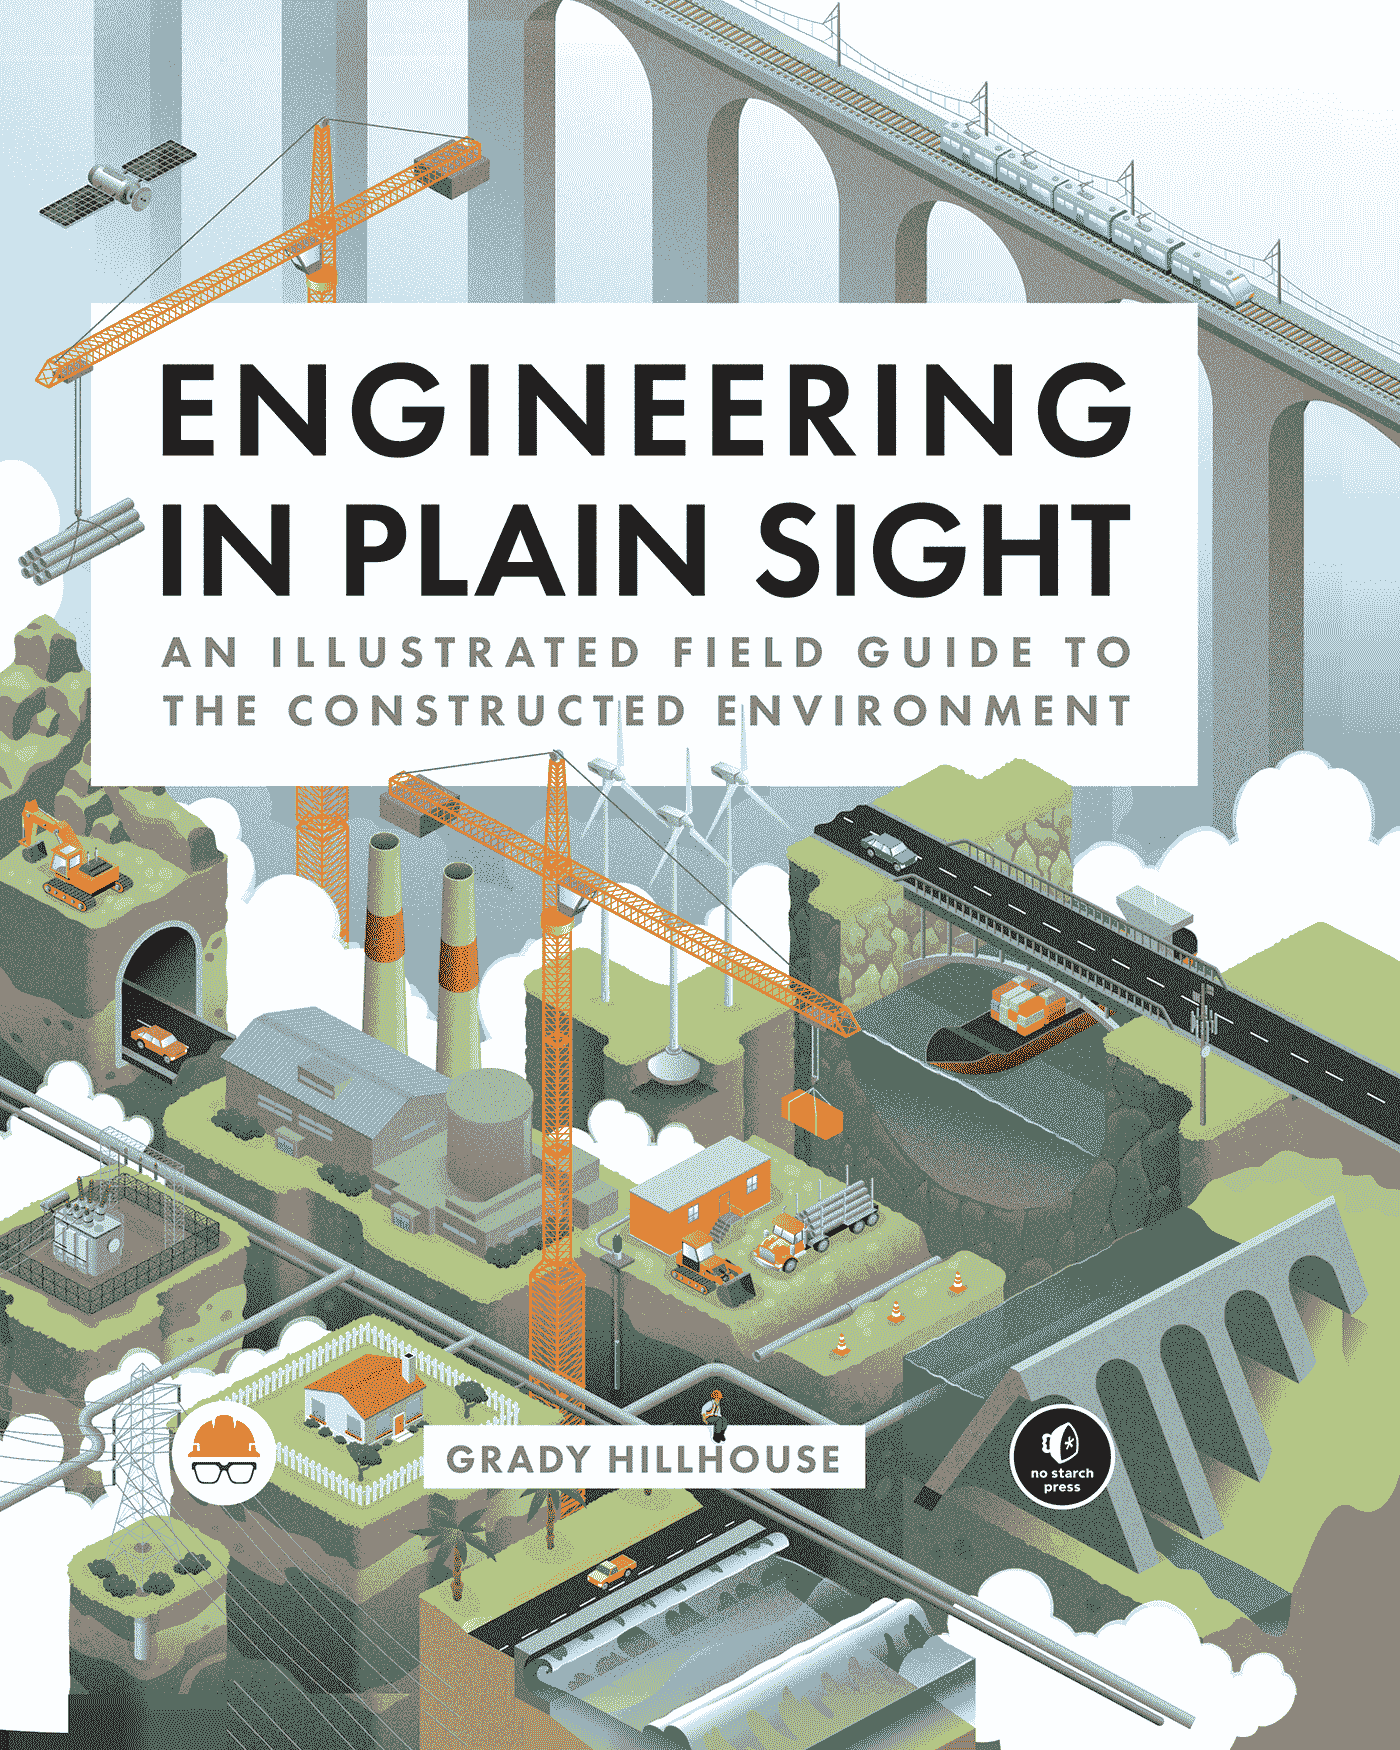 ENGINEERING
IN PLAIN SIGHT
AN ILLUSTRATED FIELD GUIDE TO
THE CONSTRUCTED ENVIRONMENT
GRADY HILLHOUSE
no starch
press